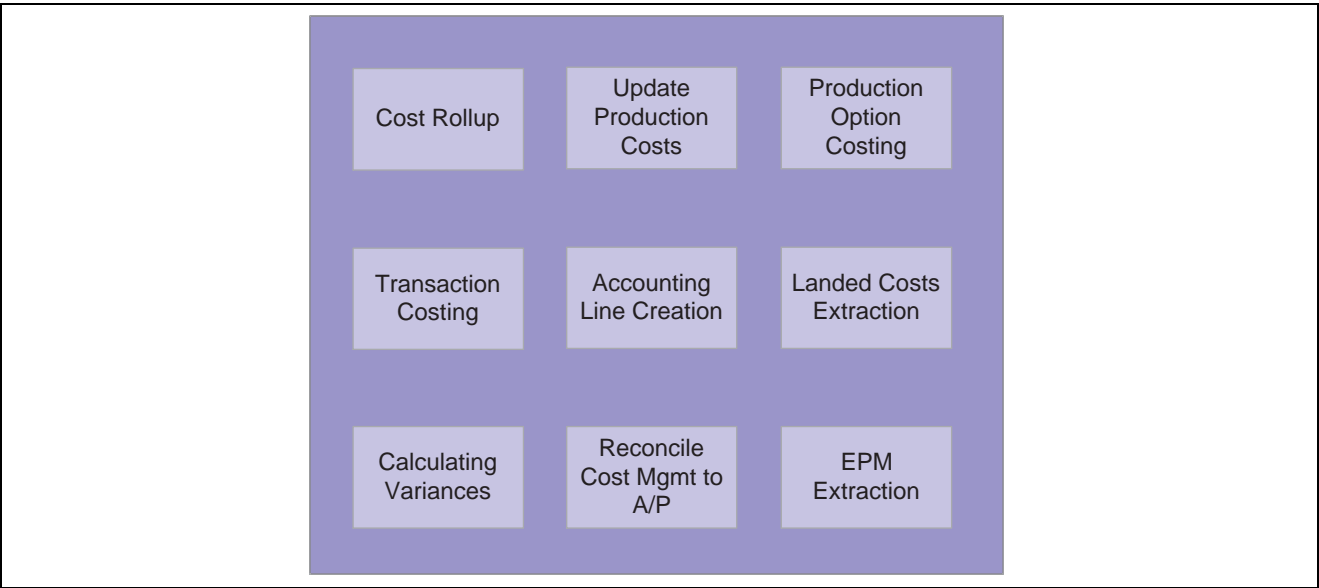 Cost Rollup
Update
Production
Costs
Production
Option
Costing
Transaction
Costing
Accounting
Line Creation
Landed Costs
Extraction
Calculating
Variances
Reconcile
Cost Mgmt to
A/P
EPM
Extraction